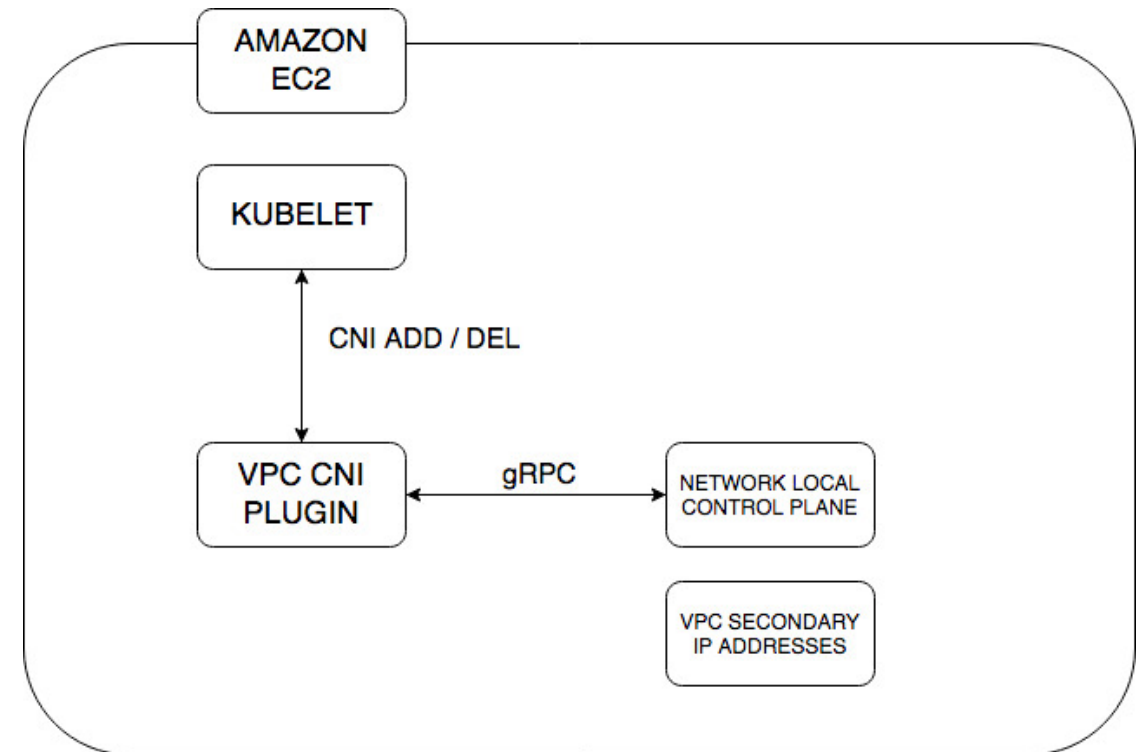 AMAZON
EC2
KUBELET
CNI ADD / DEL
VPC CNI
PLUGIN
gRPC
NETWORK LOCAL
CONTROL PLANE
VPC SECONDARY
IP ADDRESSES